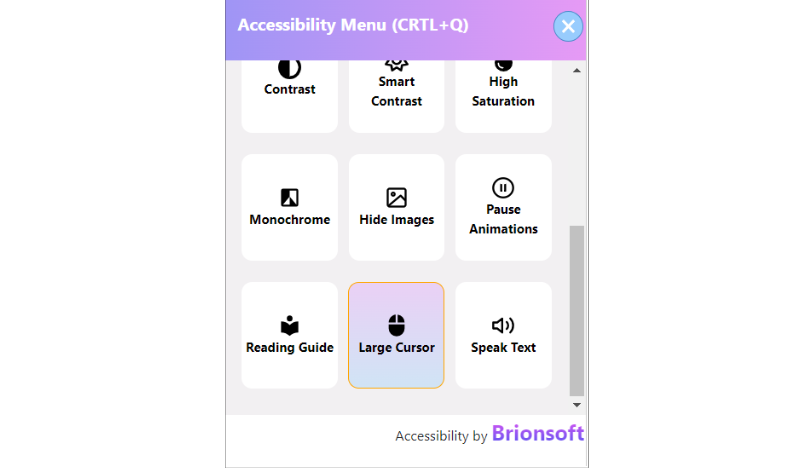 Accessibility Menu (CRTL+Q)
Contrast
Smart
Contrast
High
Saturation
Monochrome
Hide Images
Pause
Animations
Reading Guide
Large Cursor
Speak Text
Accessibility by Brionsoft